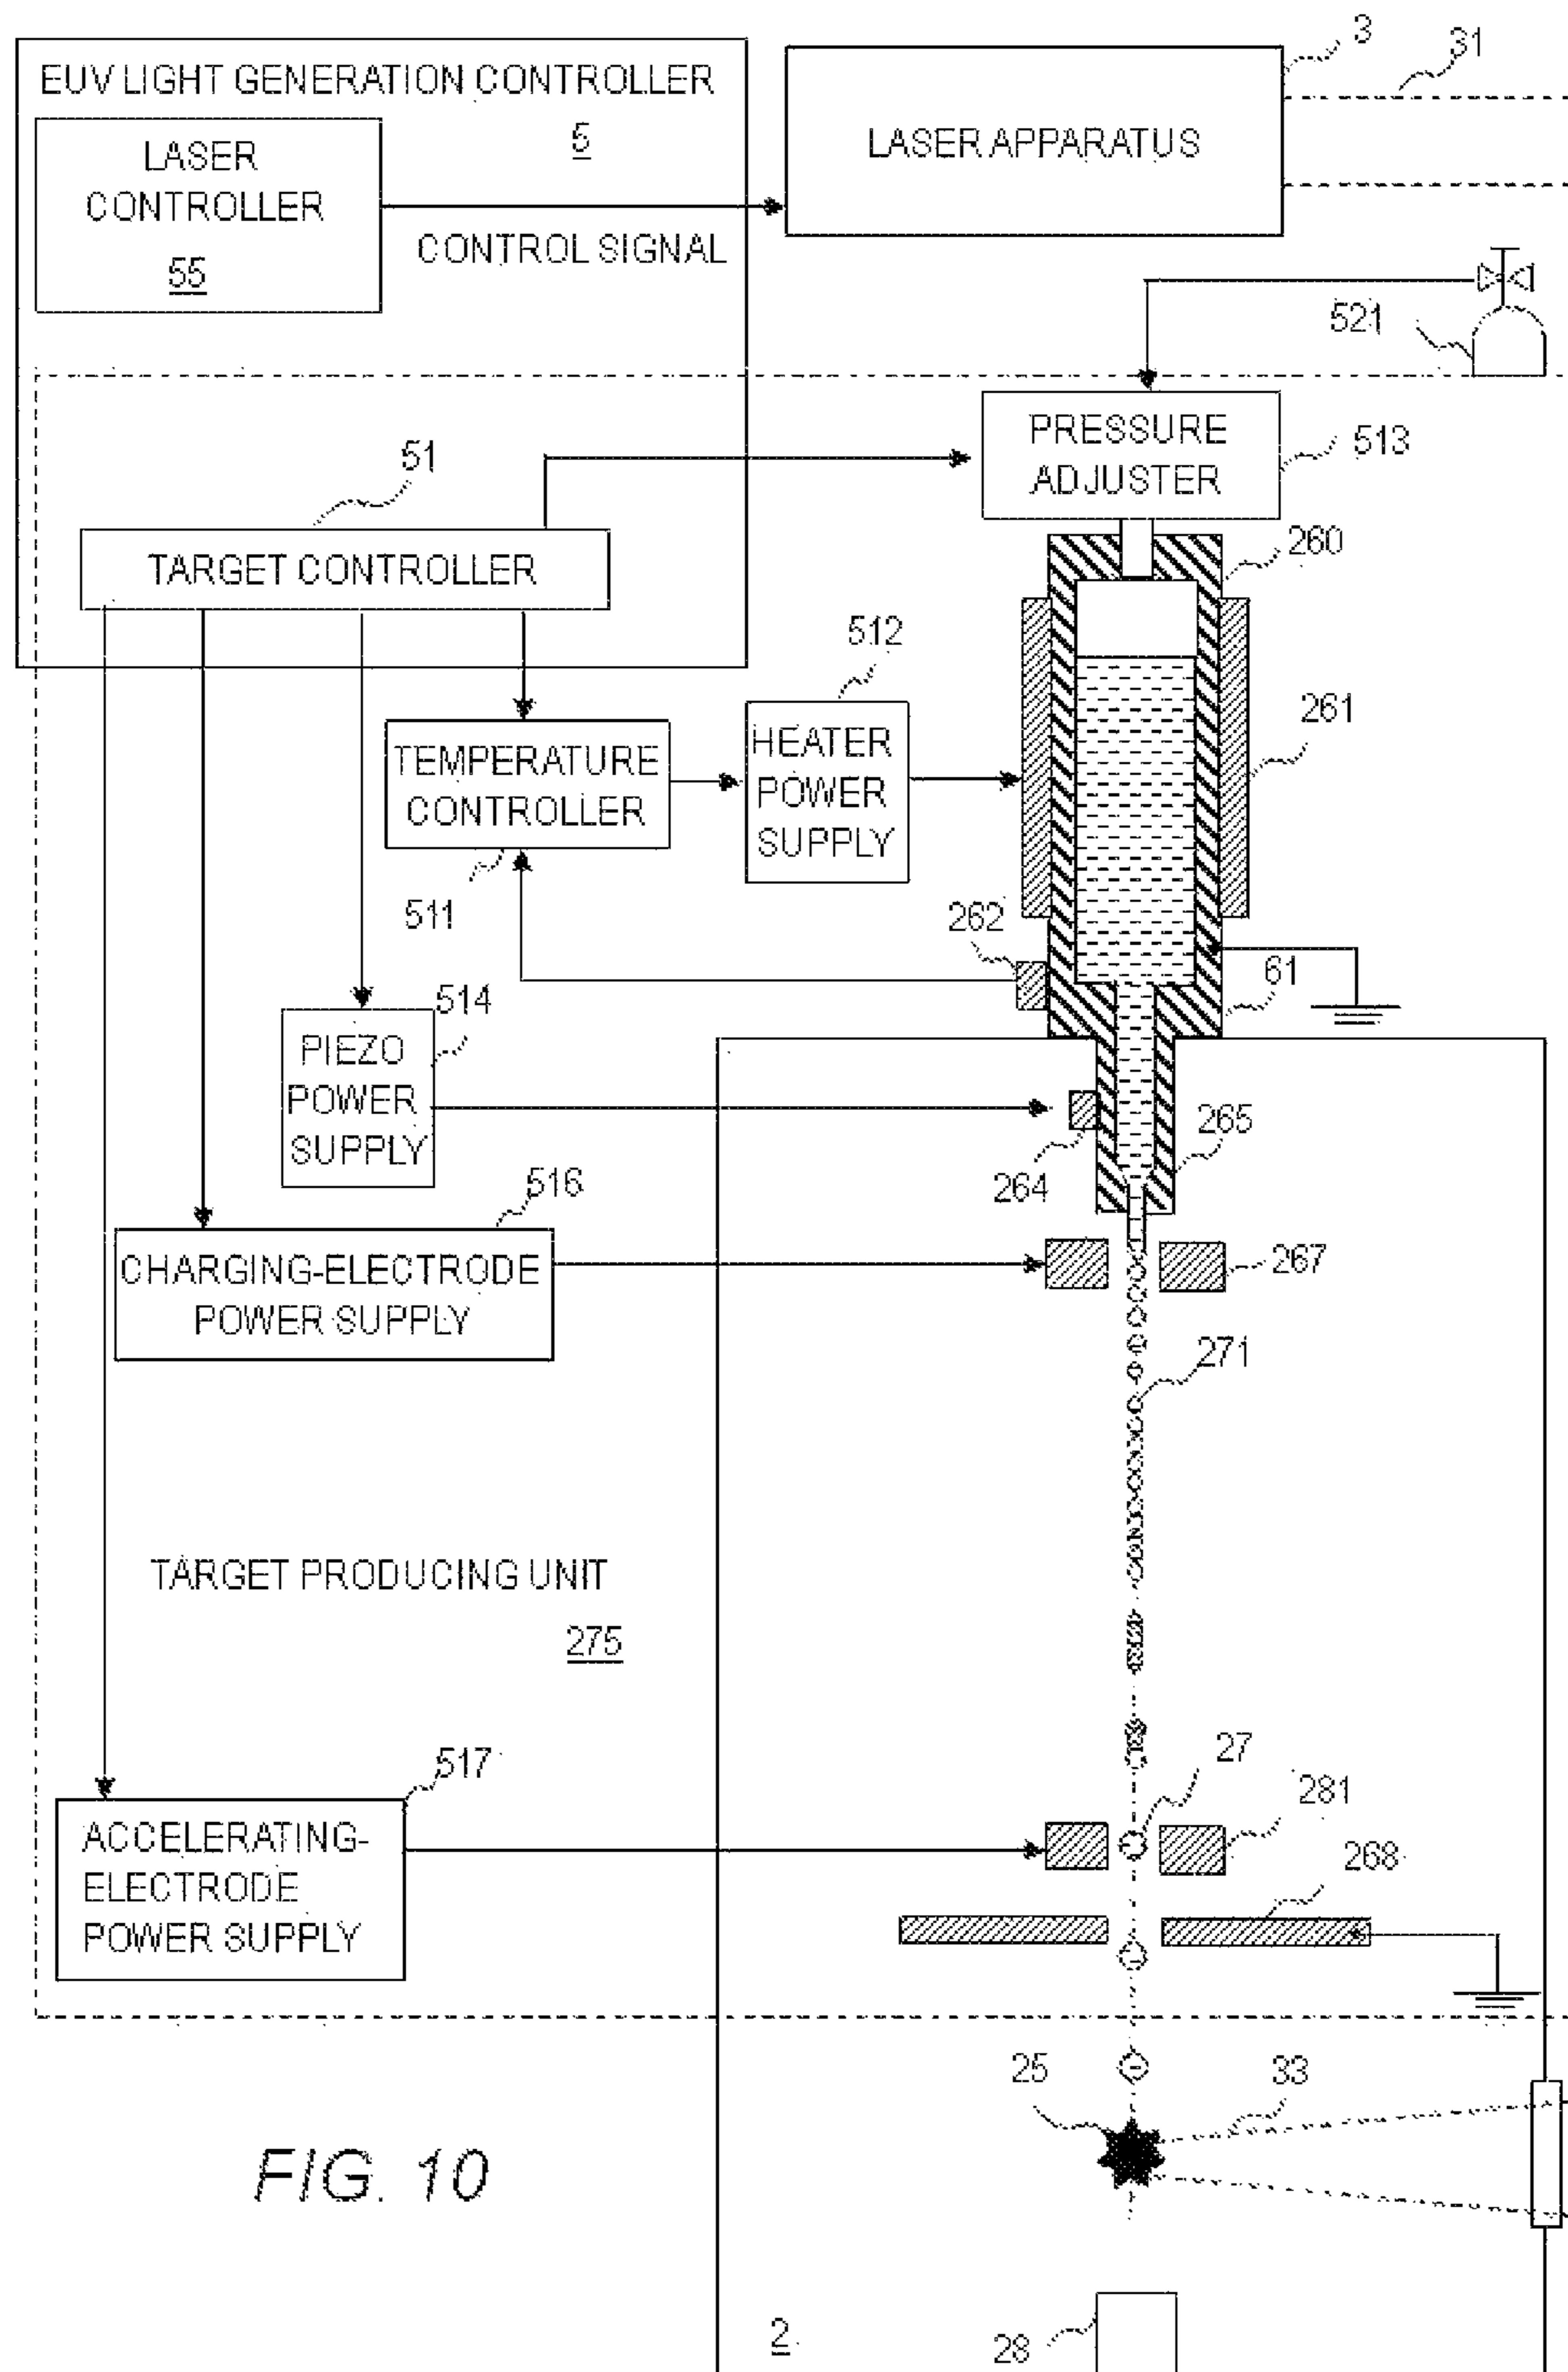 EUV LIGHT GENERATION CONTROLLER
5
LASER
CONTROLLER
55
CONTROL SIGNAL
LASER APPARATUS
3
31
521
PRESSURE
ADJUSTER
513
51
TARGET CONTROLLER
260
512
HEATER
POWER
SUPPLY
261
TEMPERATURE
CONTROLLER
511
262
61
514
PIEZO
POWER
SUPPLY
264
265
516
CHARGING-ELECTRODE
POWER SUPPLY
267
271
TARGET PRODUCING UNIT
275
517
ACCELERATING-
ELECTRODE
POWER SUPPLY
27
281
268
25
33
FIG. 10
2
28